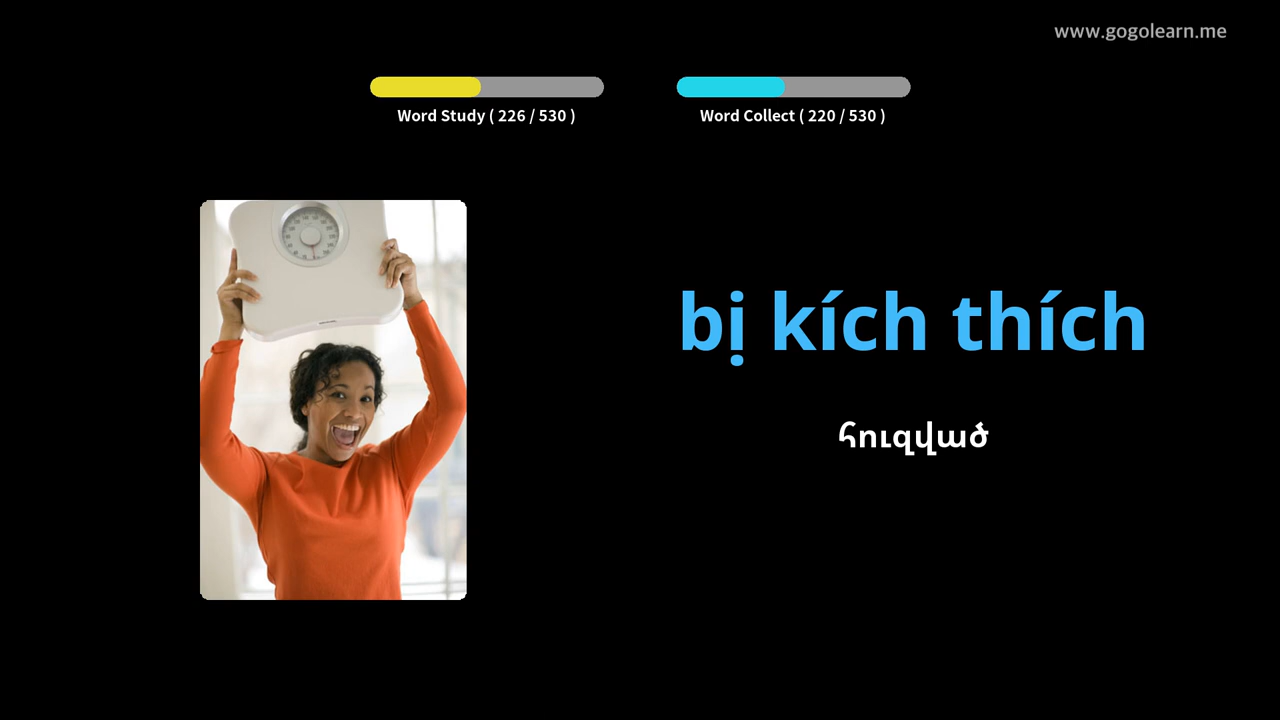 www.gogolearn.me
Word Study ( 226 / 530 )
Word Collect ( 220 / 530 )
bị kích thích
հուզված